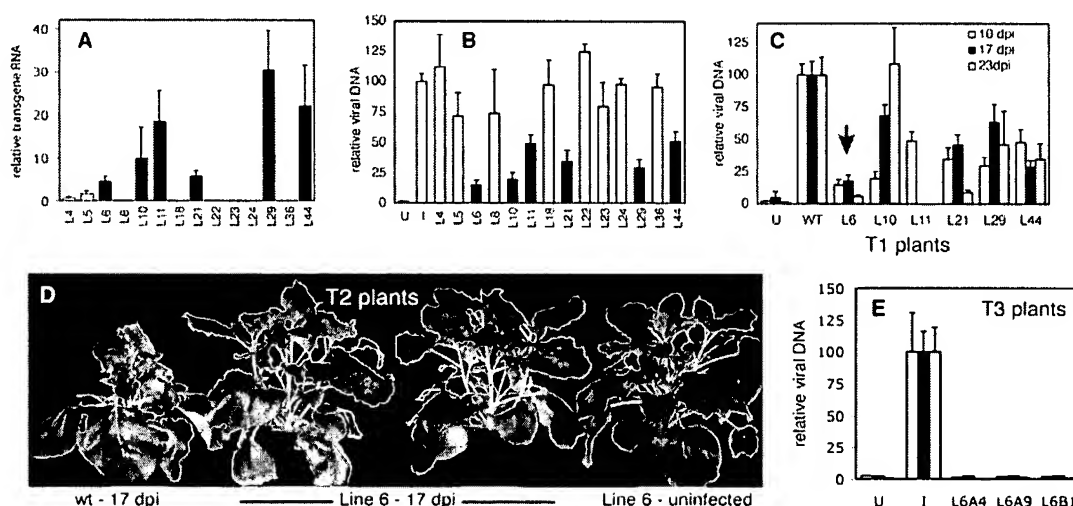 A
relative transgene RNA
40
30
20
10
0
L4
L5
L6
L8
L10
L11
L18
L21
L22
L23
L24
L29
L36
L44
B
relative viral DNA
150
125
100
75
50
25
0
U
I
L4
L5
L6
L8
L10
L11
L18
L21
L22
L23
L24
L29
L36
L44
C
relative viral DNA
150
125
100
75
50
25
0
10 dpi
17 dpi
23dpi
U
WT
L6
L10
L11
L21
L29
L44
T1 plants
D
T2 plants
wt - 17 dpi
Line 6 - 17 dpi
Line 6 - uninfected
E
T3 plants
relative viral DNA
150
125
100
75
50
25
0
U
I
L6A4
L6A9
L6B1